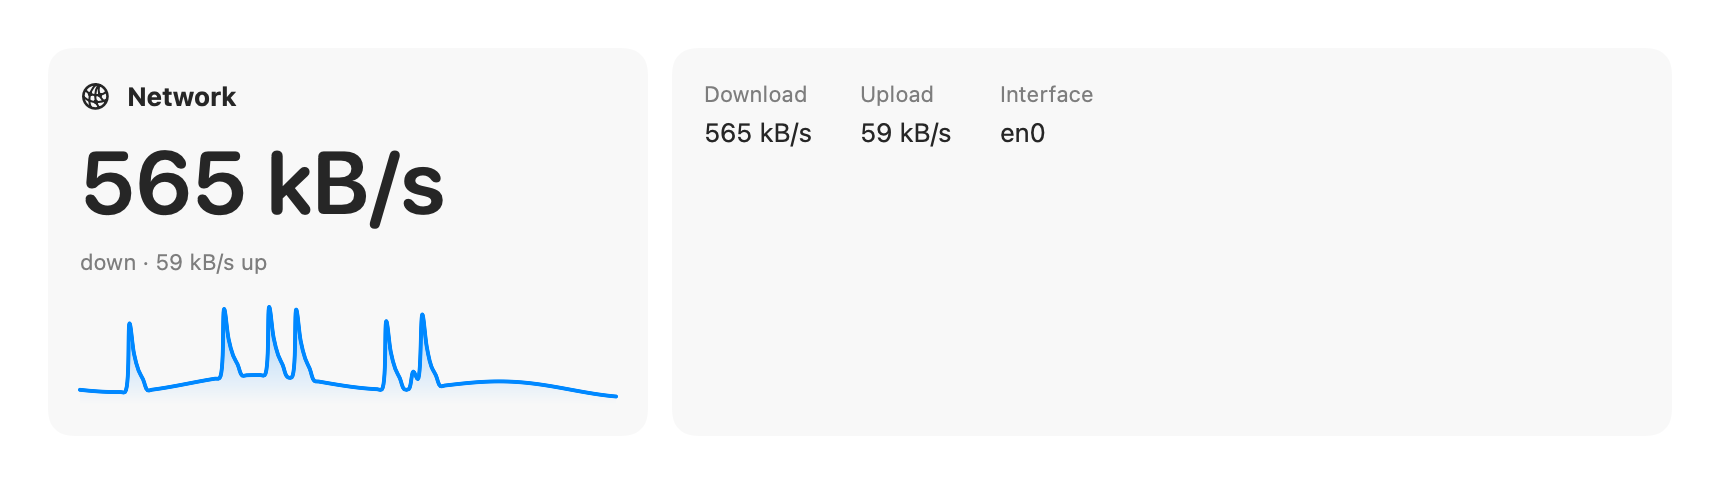 Network
565 kB/s
down · 59 kB/s up
Download
565 kB/s
Upload
59 kB/s
Interface
en0